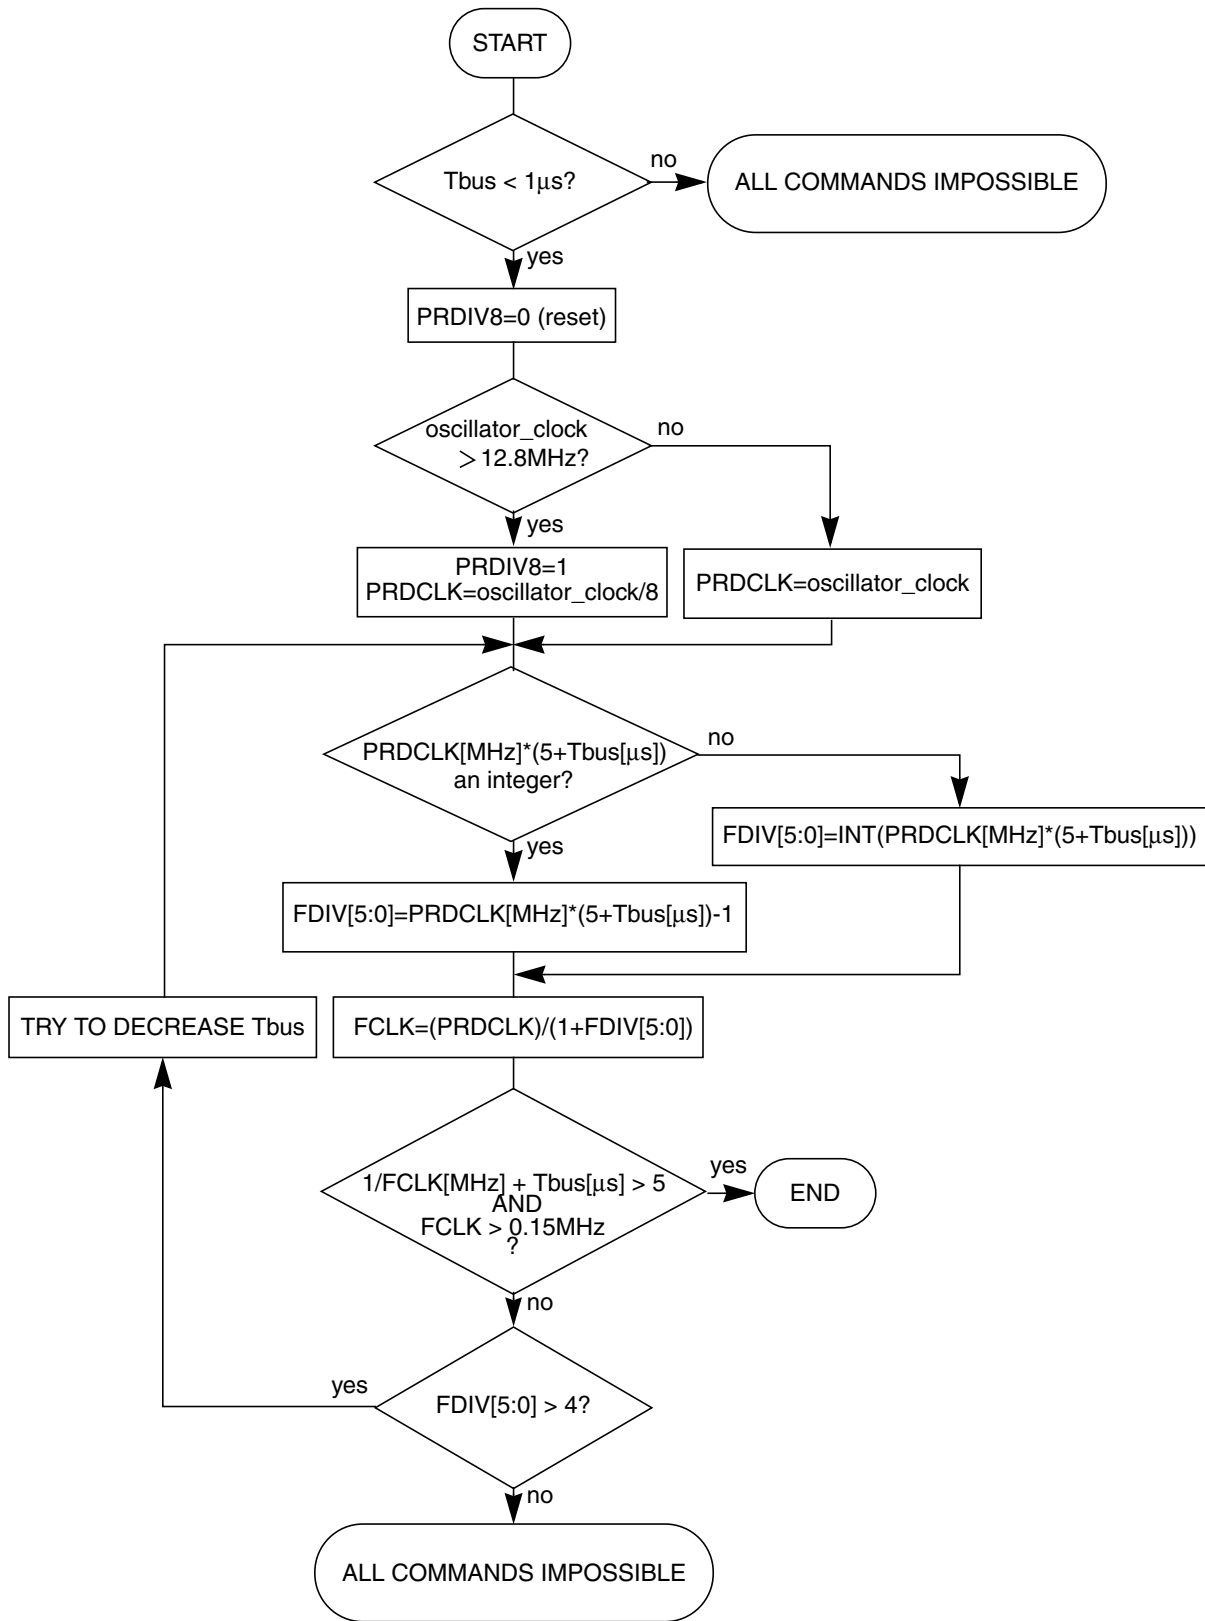 START
Tbus < 1μs?
no
ALL COMMANDS IMPOSSIBLE
yes
PRDIV8=0 (reset)
oscillator_clock
> 12.8MHz?
no
yes
PRDIV8=1
PRDCLK=oscillator_clock/8
PRDCLK=oscillator_clock
PRDCLK[MHz]*(5+Tbus[μs])
an integer?
no
yes
FDIV[5:0]=INT(PRDCLK[MHz]*(5+Tbus[μs]))
FDIV[5:0]=PRDCLK[MHz]*(5+Tbus[μs])-1
TRY TO DECREASE Tbus
FCLK=(PRDCLK)/(1+FDIV[5:0])
1/FCLK[MHz] + Tbus[μs] > 5
AND
FCLK > 0.15MHz
?
yes
END
no
FDIV[5:0] > 4?
yes
no
ALL COMMANDS IMPOSSIBLE